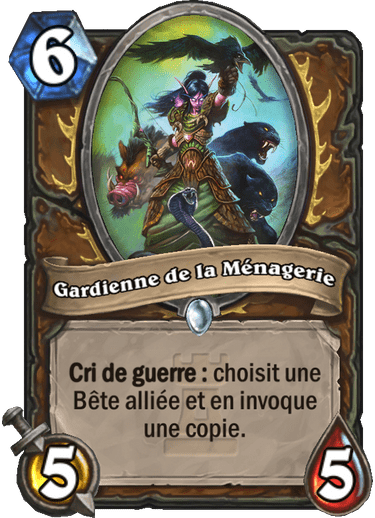 6
Gardienne de la Ménagerie
Cri de guerre : choisit une
Bête alliée et en invoque
une copie.
5 5